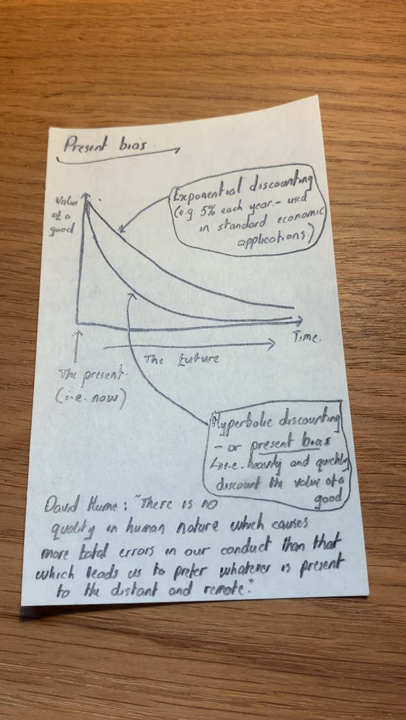 Present bias.
Value
of a
good
Exponential discounting
(e.g 5% each year - used
in standard economic
applications)
Time.
The future
The present
(i.e. now)
Hyperbolic discounting
- or present bias
i.e. heavily and quickly
discount the value of a
good
David Hume: "There is no
quality in human nature which causes
more fatal errors in our conduct than that
which leads us to prefer whatever is present
to the distant and remote."